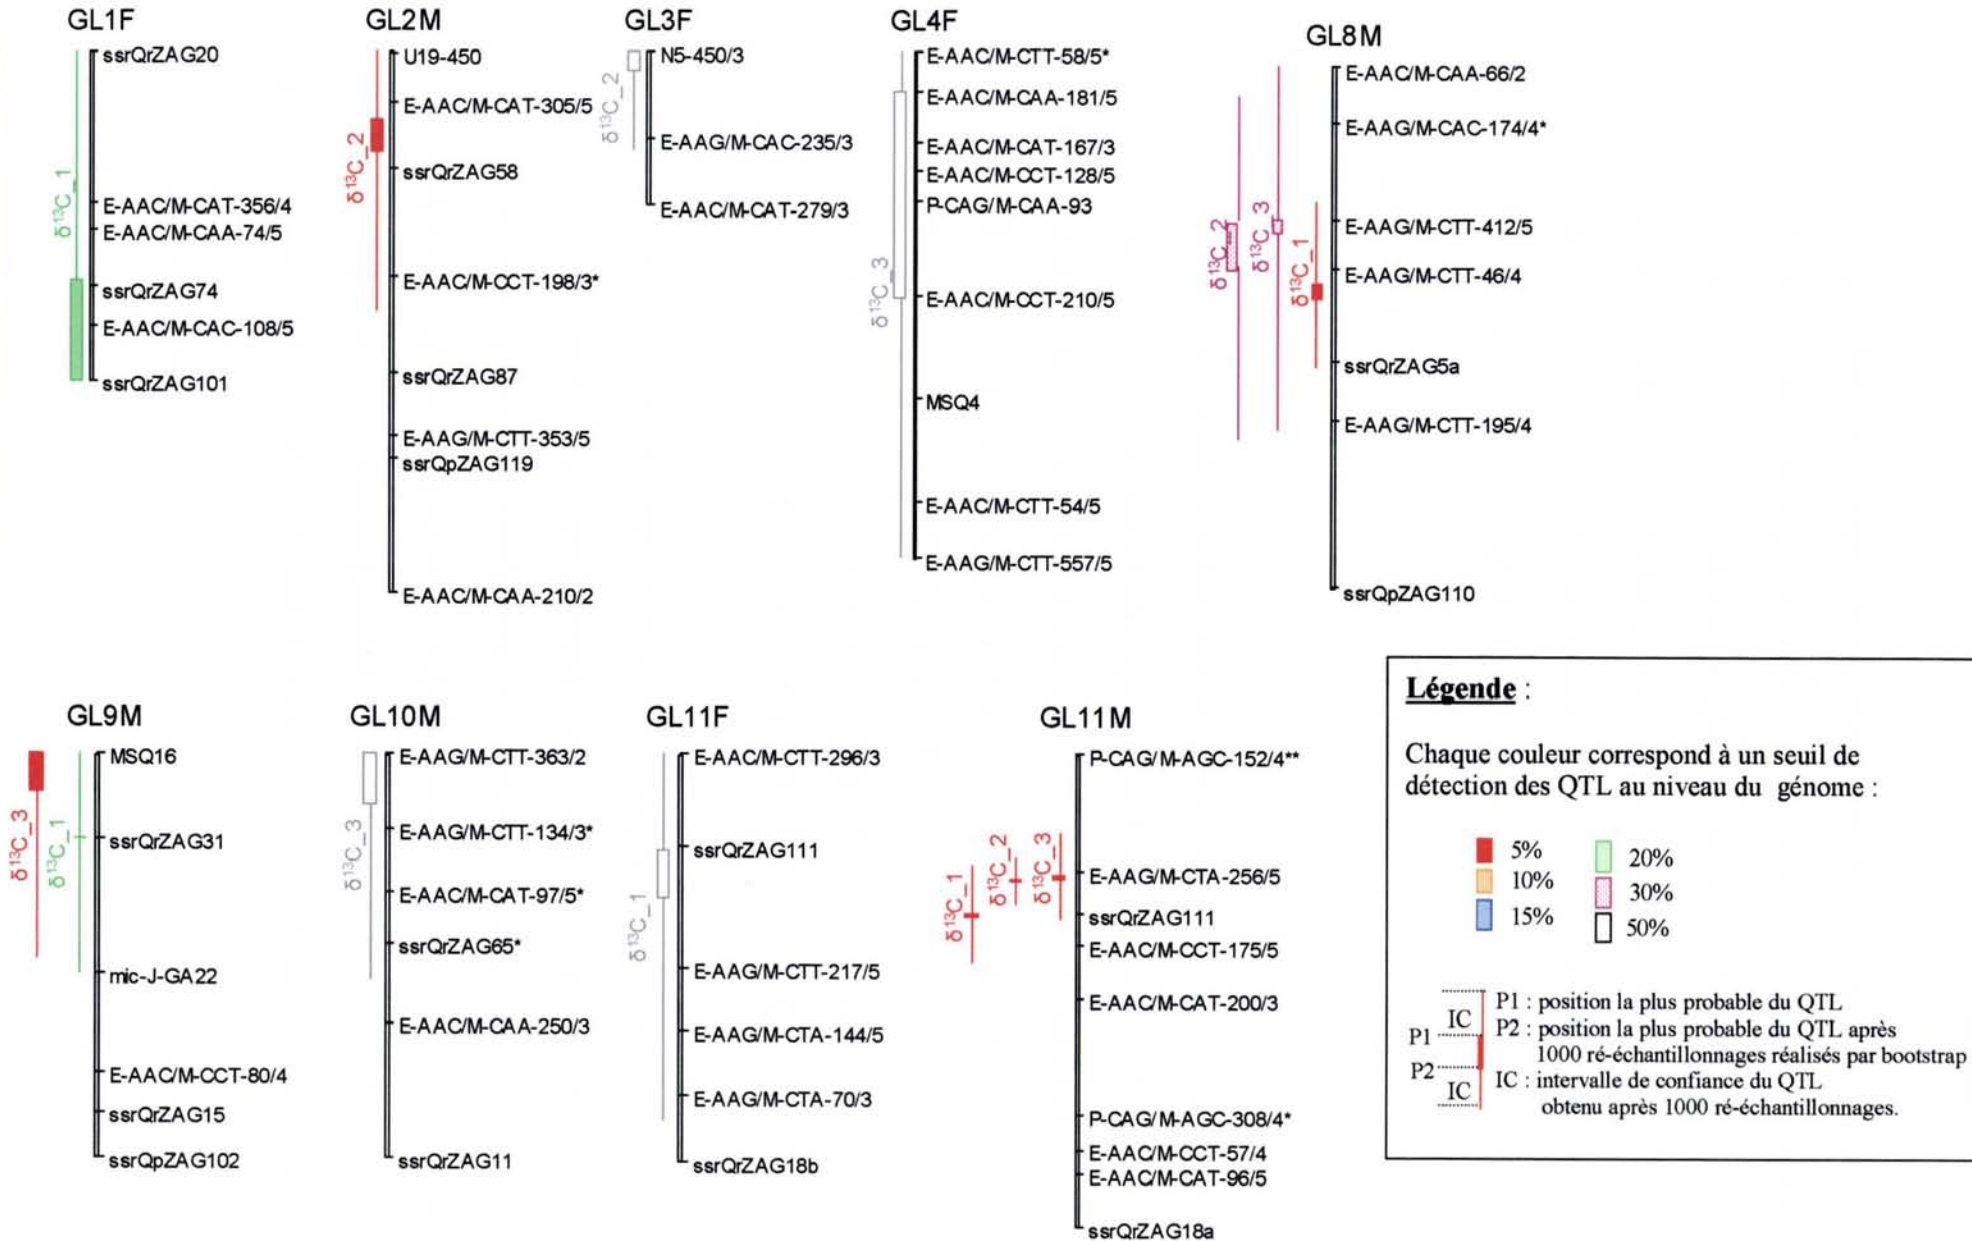 GL1F
ssrQrZAG20
E-AAC/M-CAT-356/4
E-AAC/M-CAA-74/5
ssrQrZAG74
E-AAC/M-CAC-108/5
ssrQrZAG101
δ¹³C_1
GL2M
U19-450
E-AAC/M-CAT-305/5
ssrQrZAG58
E-AAC/M-CCT-198/3*
ssrQrZAG87
E-AAG/M-CTT-353/5
ssrQpZAG119
E-AAC/M-CAA-210/2
δ¹³C_2
GL3F
N5-450/3
E-AAG/M-CAC-235/3
E-AAC/M-CAT-279/3
δ¹³C_2
GL4F
E-AAC/M-CTT-58/5*
E-AAC/M-CAA-181/5
E-AAC/M-CAT-167/3
E-AAC/M-CCT-128/5
P-CAG/M-CAA-93
E-AAC/M-CCT-210/5
MSQ4
E-AAC/M-CTT-54/5
E-AAG/M-CTT-557/5
δ¹³C_3
GL8M
E-AAC/M-CAA-66/2
E-AAG/M-CAC-174/4*
E-AAG/M-CTT-412/5
E-AAG/M-CTT-46/4
ssrQrZAG5a
E-AAG/M-CTT-195/4
ssrQpZAG110
δ¹³C_2
δ¹³C_3
δ¹³C_1
GL9M
MSQ16
ssrQrZAG31
mic-J-GA22
E-AAC/M-CCT-80/4
ssrQrZAG15
ssrQpZAG102
δ¹³C_3
δ¹³C_1
GL10M
E-AAG/M-CTT-363/2
E-AAG/M-CTT-134/3*
E-AAC/M-CAT-97/5*
ssrQrZAG65*
E-AAC/M-CAA-250/3
ssrQrZAG11
δ¹³C_3
GL11F
E-AAC/M-CTT-296/3
ssrQrZAG111
E-AAG/M-CTT-217/5
E-AAG/M-CTA-144/5
E-AAG/M-CTA-70/3
ssrQrZAG18b
δ¹³C_1
GL11M
P-CAG/M-AGC-152/4**
E-AAG/M-CTA-256/5
ssrQrZAG111
E-AAC/M-CCT-175/5
E-AAC/M-CAT-200/3
P-CAG/M-AGC-308/4*
E-AAC/M-CCT-57/4
E-AAC/M-CAT-96/5
ssrQrZAG18a
δ¹³C_1
δ¹³C_2
δ¹³C_3
Légende :
Chaque couleur correspond à un seuil de
détection des QTL au niveau du génome :
5% 20%
10% 30%
15% 50%
IC P1 : position la plus probable du QTL
P1 P2 : position la plus probable du QTL après
1000 ré-échantillonnages réalisés par bootstrap
P2
IC IC : intervalle de confiance du QTL
obtenu après 1000 ré-échantillonnages.